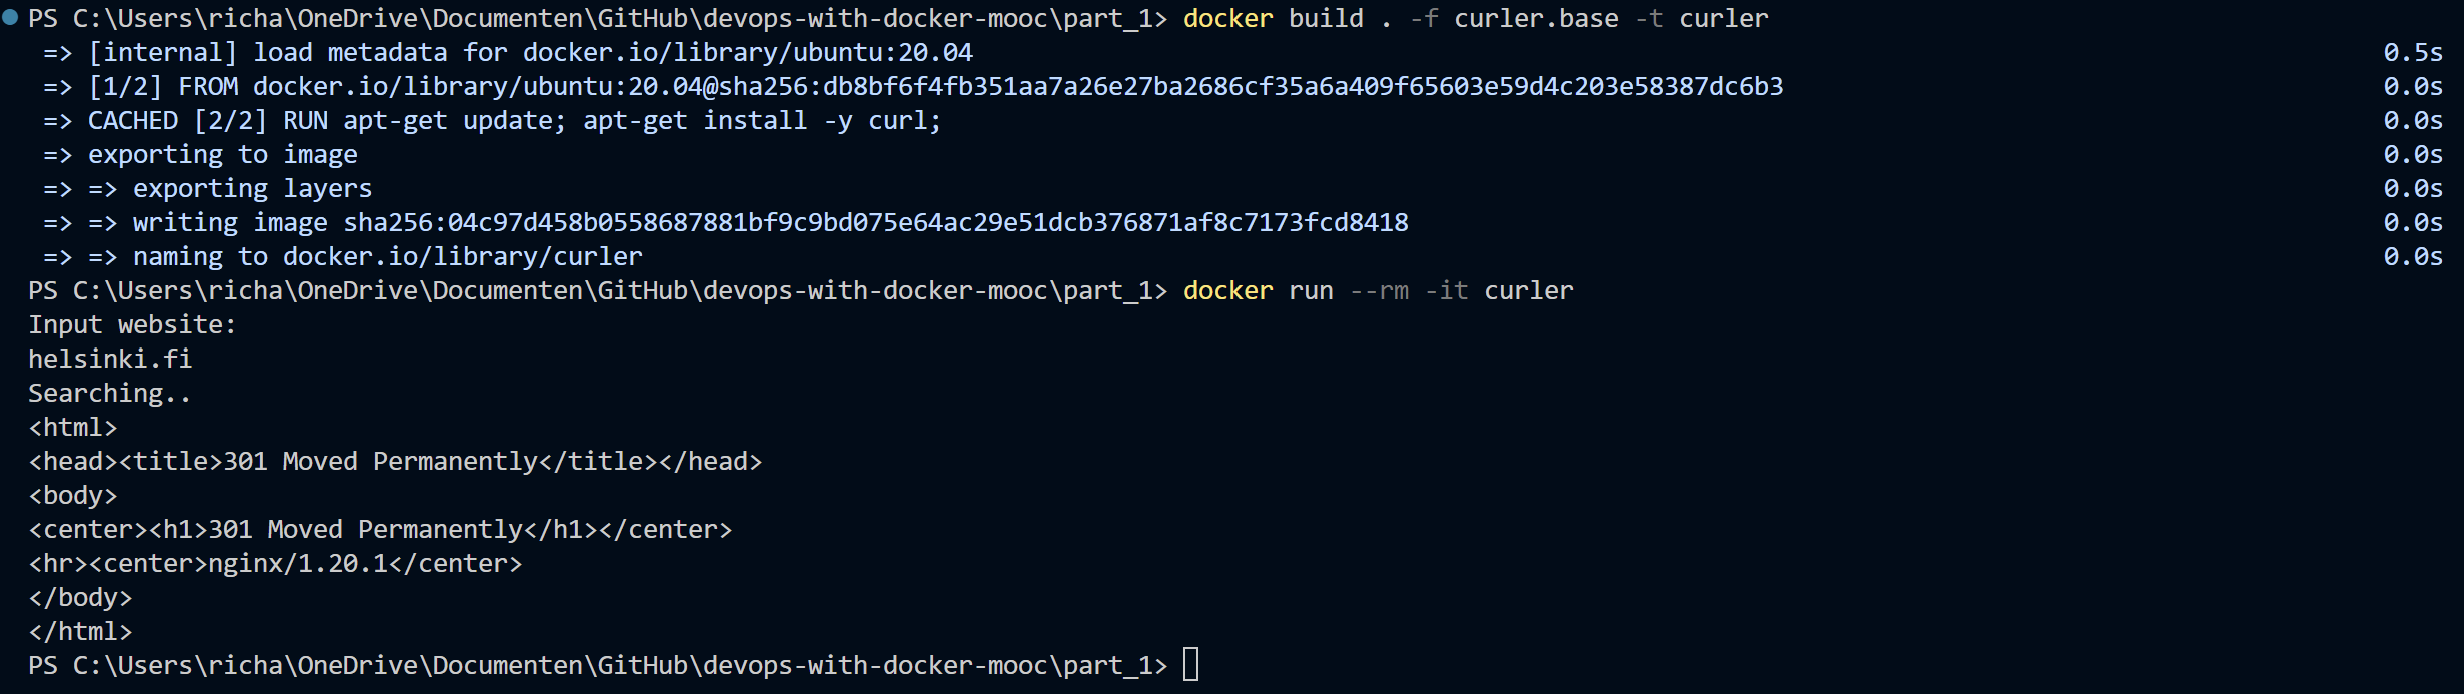 PS C:\Users\richa\OneDrive\Documenten\GitHub\devops-with-docker-mooc\part_1> docker build . -f curler.base -t curler
=> [internal] load metadata for docker.io/library/ubuntu:20.04 0.5s
=> [1/2] FROM docker.io/library/ubuntu:20.04@sha256:db8bf6f4fb351aa7a26e27ba2686cf35a6a409f65603e59d4c203e58387dc6b3 0.0s
=> CACHED [2/2] RUN apt-get update; apt-get install -y curl; 0.0s
=> exporting to image 0.0s
=> => exporting layers 0.0s
=> => writing image sha256:04c97d458b0558687881bf9c9bd075e64ac29e51dcb376871af8c7173fcd8418 0.0s
=> => naming to docker.io/library/curler 0.0s
PS C:\Users\richa\OneDrive\Documenten\GitHub\devops-with-docker-mooc\part_1> docker run --rm -it curler
Input website:
helsinki.fi
Searching..
<html>
<head><title>301 Moved Permanently</title></head>
<body>
<center><h1>301 Moved Permanently</h1></center>
<hr><center>nginx/1.20.1</center>
</body>
</html>
PS C:\Users\richa\OneDrive\Documenten\GitHub\devops-with-docker-mooc\part_1>